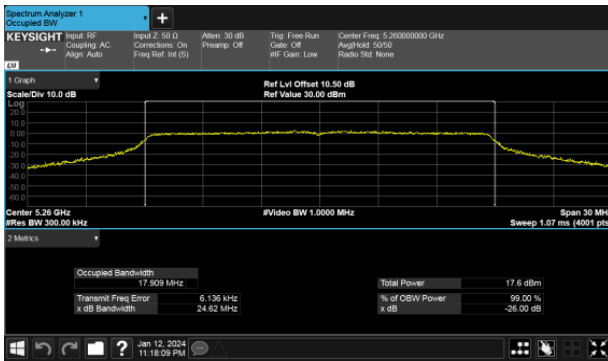 Spectrum Analyzer 1
Occupied BW
KEYSIGHT
Input: RF
Coupling: AC
Align: Auto
Input Z: 50 Ω
Corrections: On
Freq Ref: Int (S)
Atten: 30 dB
Preamp: Off
Trig: Free Run
Gate: Off
#IF Gain: Low
Center Freq: 5.260000000 GHz
Avg|Hold: 50/50
Radio Std: None
LXI
1 Graph
Scale/Div 10.0 dB
Ref Lvl Offset 10.50 dB
Ref Value 30.00 dBm
Log
20.0
10.0
0.00
-10.0
-20.0
-30.0
-40.0
-50.0
-60.0
Center 5.26 GHz
#Res BW 300.00 kHz
#Video BW 1.0000 MHz
Span 30 MH
Sweep 1.07 ms (4001 pts
2 Metrics
Occupied Bandwidth
17.909 MHz
Transmit Freq Error 6.136 kHz
x dB Bandwidth 24.62 MHz
Total Power 17.6 dBm
% of OBW Power 99.00 %
x dB -26.00 dB
?
Jan 12, 2024
11:18:09 PM